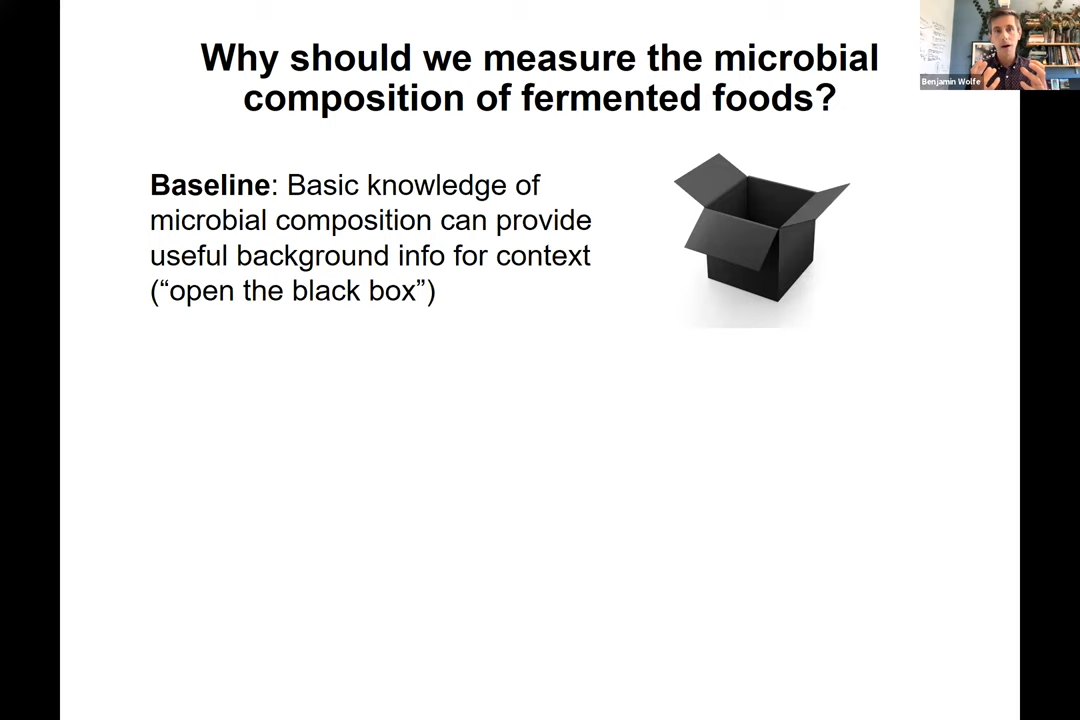 Why should we measure the microbial
composition of fermented foods?
Baseline: Basic knowledge of
microbial composition can provide
useful background info for context
(“open the black box”)
Benjamin Wolfe